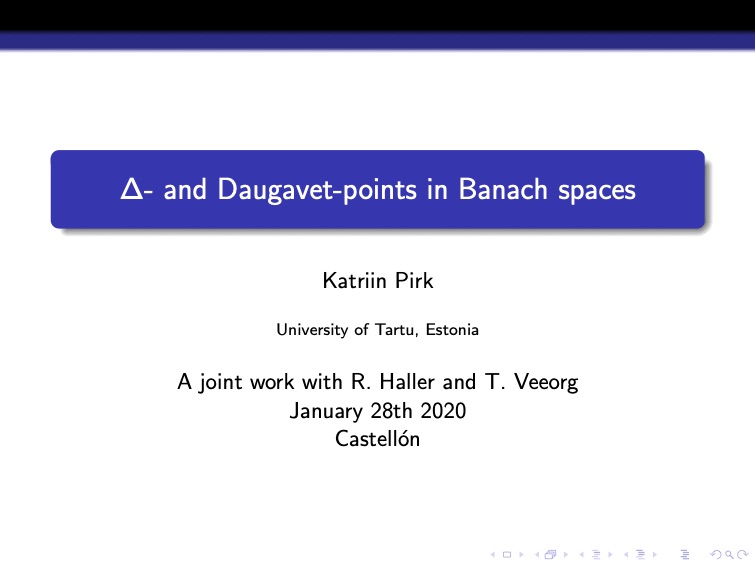 Δ- and Daugavet-points in Banach spaces
Katriin Pirk
University of Tartu, Estonia
A joint work with R. Haller and T. Veeorg
January 28th 2020
Castellón